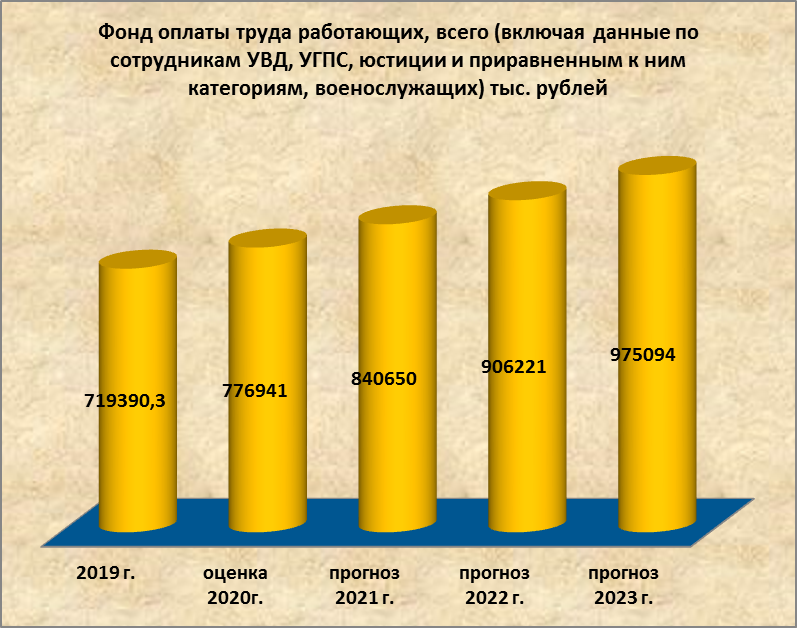 Фонд оплаты труда работающих, всего (включая данные по
сотрудникам УВД, УГПС, юстиции и приравненным к ним
категориям, военослужащих) тыс. рублей
975094
906221
840650
776941
719390,3
2019 г.
оценка
2020г.
прогноз
2021 г.
прогноз
2022 г.
прогноз
2023 г.